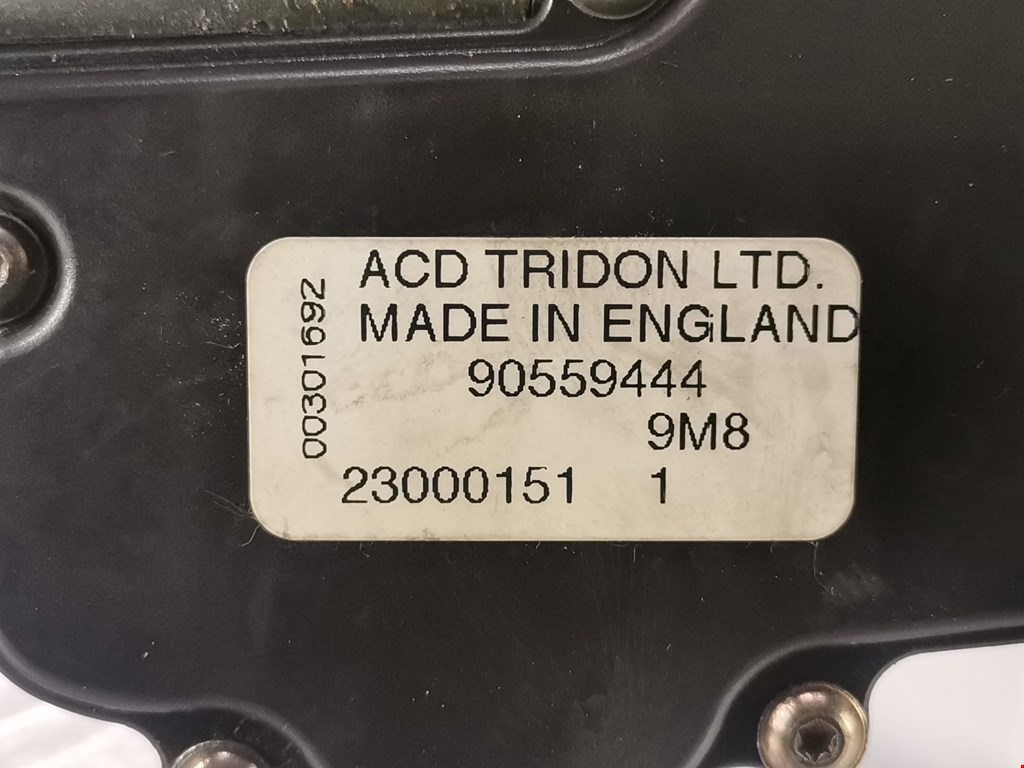 ACD TRIDON LTD.
MADE IN ENGLAND
90559444
9M8
23000151 1
00301692